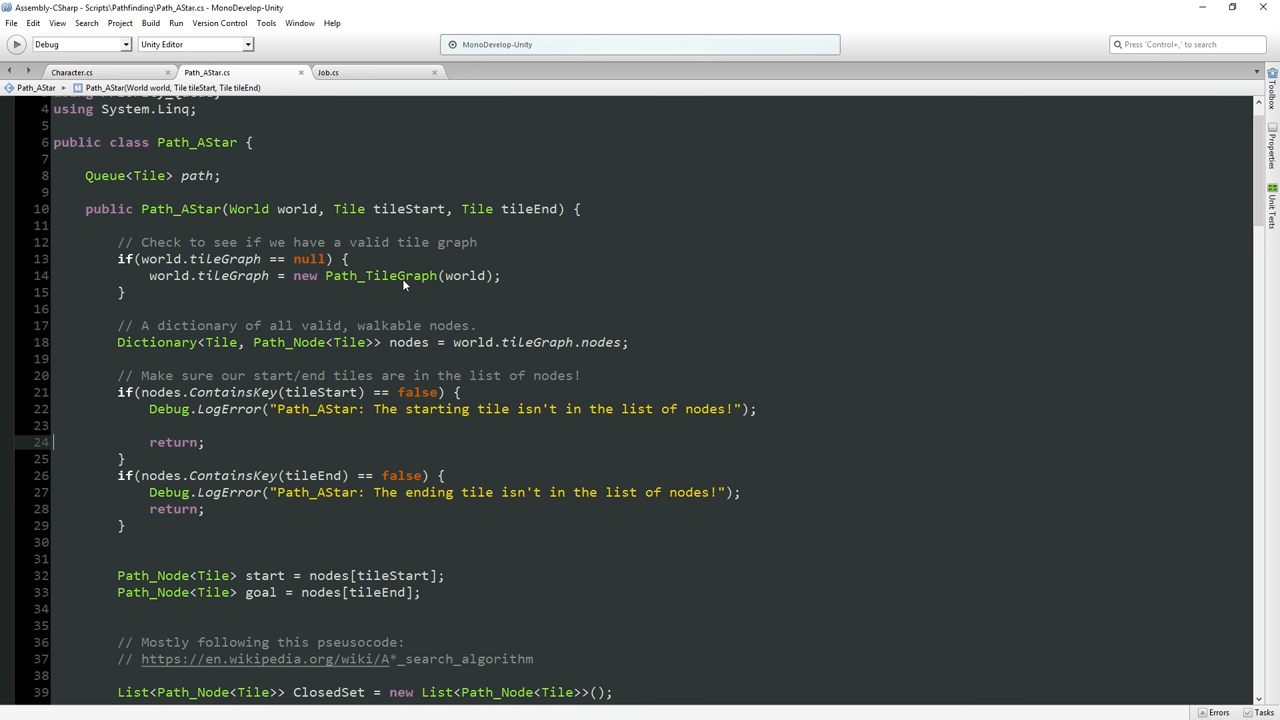 Assembly-CSharp - Scripts\Pathfinding\Path_AStar.cs - MonoDevelop-Unity
File Edit View Search Project Build Run Version Control Tools Window Help
Debug Unity Editor MonoDevelop-Unity Press 'Control+,' to search
Character.cs Path_AStar.cs Job.cs
Path_AStar Path_AStar(World world, Tile tileStart, Tile tileEnd)
Toolbox
Properties
Unit Tests
4 using System.Linq;
5
6 public class Path_AStar {
7
8 Queue<Tile> path;
9
10 public Path_AStar(World world, Tile tileStart, Tile tileEnd) {
11
12 // Check to see if we have a valid tile graph
13 if(world.tileGraph == null) {
14 world.tileGraph = new Path_TileGraph(world);
15 }
16
17 // A dictionary of all valid, walkable nodes.
18 Dictionary<Tile, Path_Node<Tile>> nodes = world.tileGraph.nodes;
19
20 // Make sure our start/end tiles are in the list of nodes!
21 if(nodes.ContainsKey(tileStart) == false) {
22 Debug.LogError("Path_AStar: The starting tile isn't in the list of nodes!");
23
24 return;
25 }
26 if(nodes.ContainsKey(tileEnd) == false) {
27 Debug.LogError("Path_AStar: The ending tile isn't in the list of nodes!");
28 return;
29 }
30
31
32 Path_Node<Tile> start = nodes[tileStart];
33 Path_Node<Tile> goal = nodes[tileEnd];
34
35
36 // Mostly following this pseusocode:
37 // https://en.wikipedia.org/wiki/A*_search_algorithm
38
39 List<Path_Node<Tile>> ClosedSet = new List<Path_Node<Tile>>();
Errors Tasks